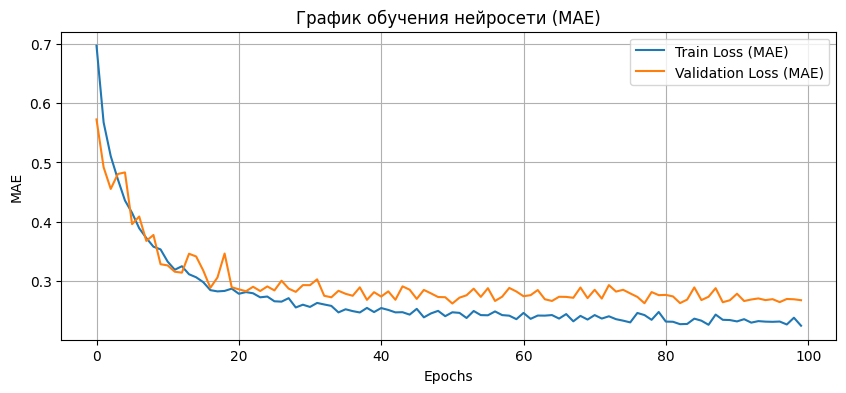 График обучения нейросети (MAE)
Train Loss (MAE)
Validation Loss (MAE)
MAE
0.7
0.6
0.5
0.4
0.3
0 20 40 60 80 100
Epochs